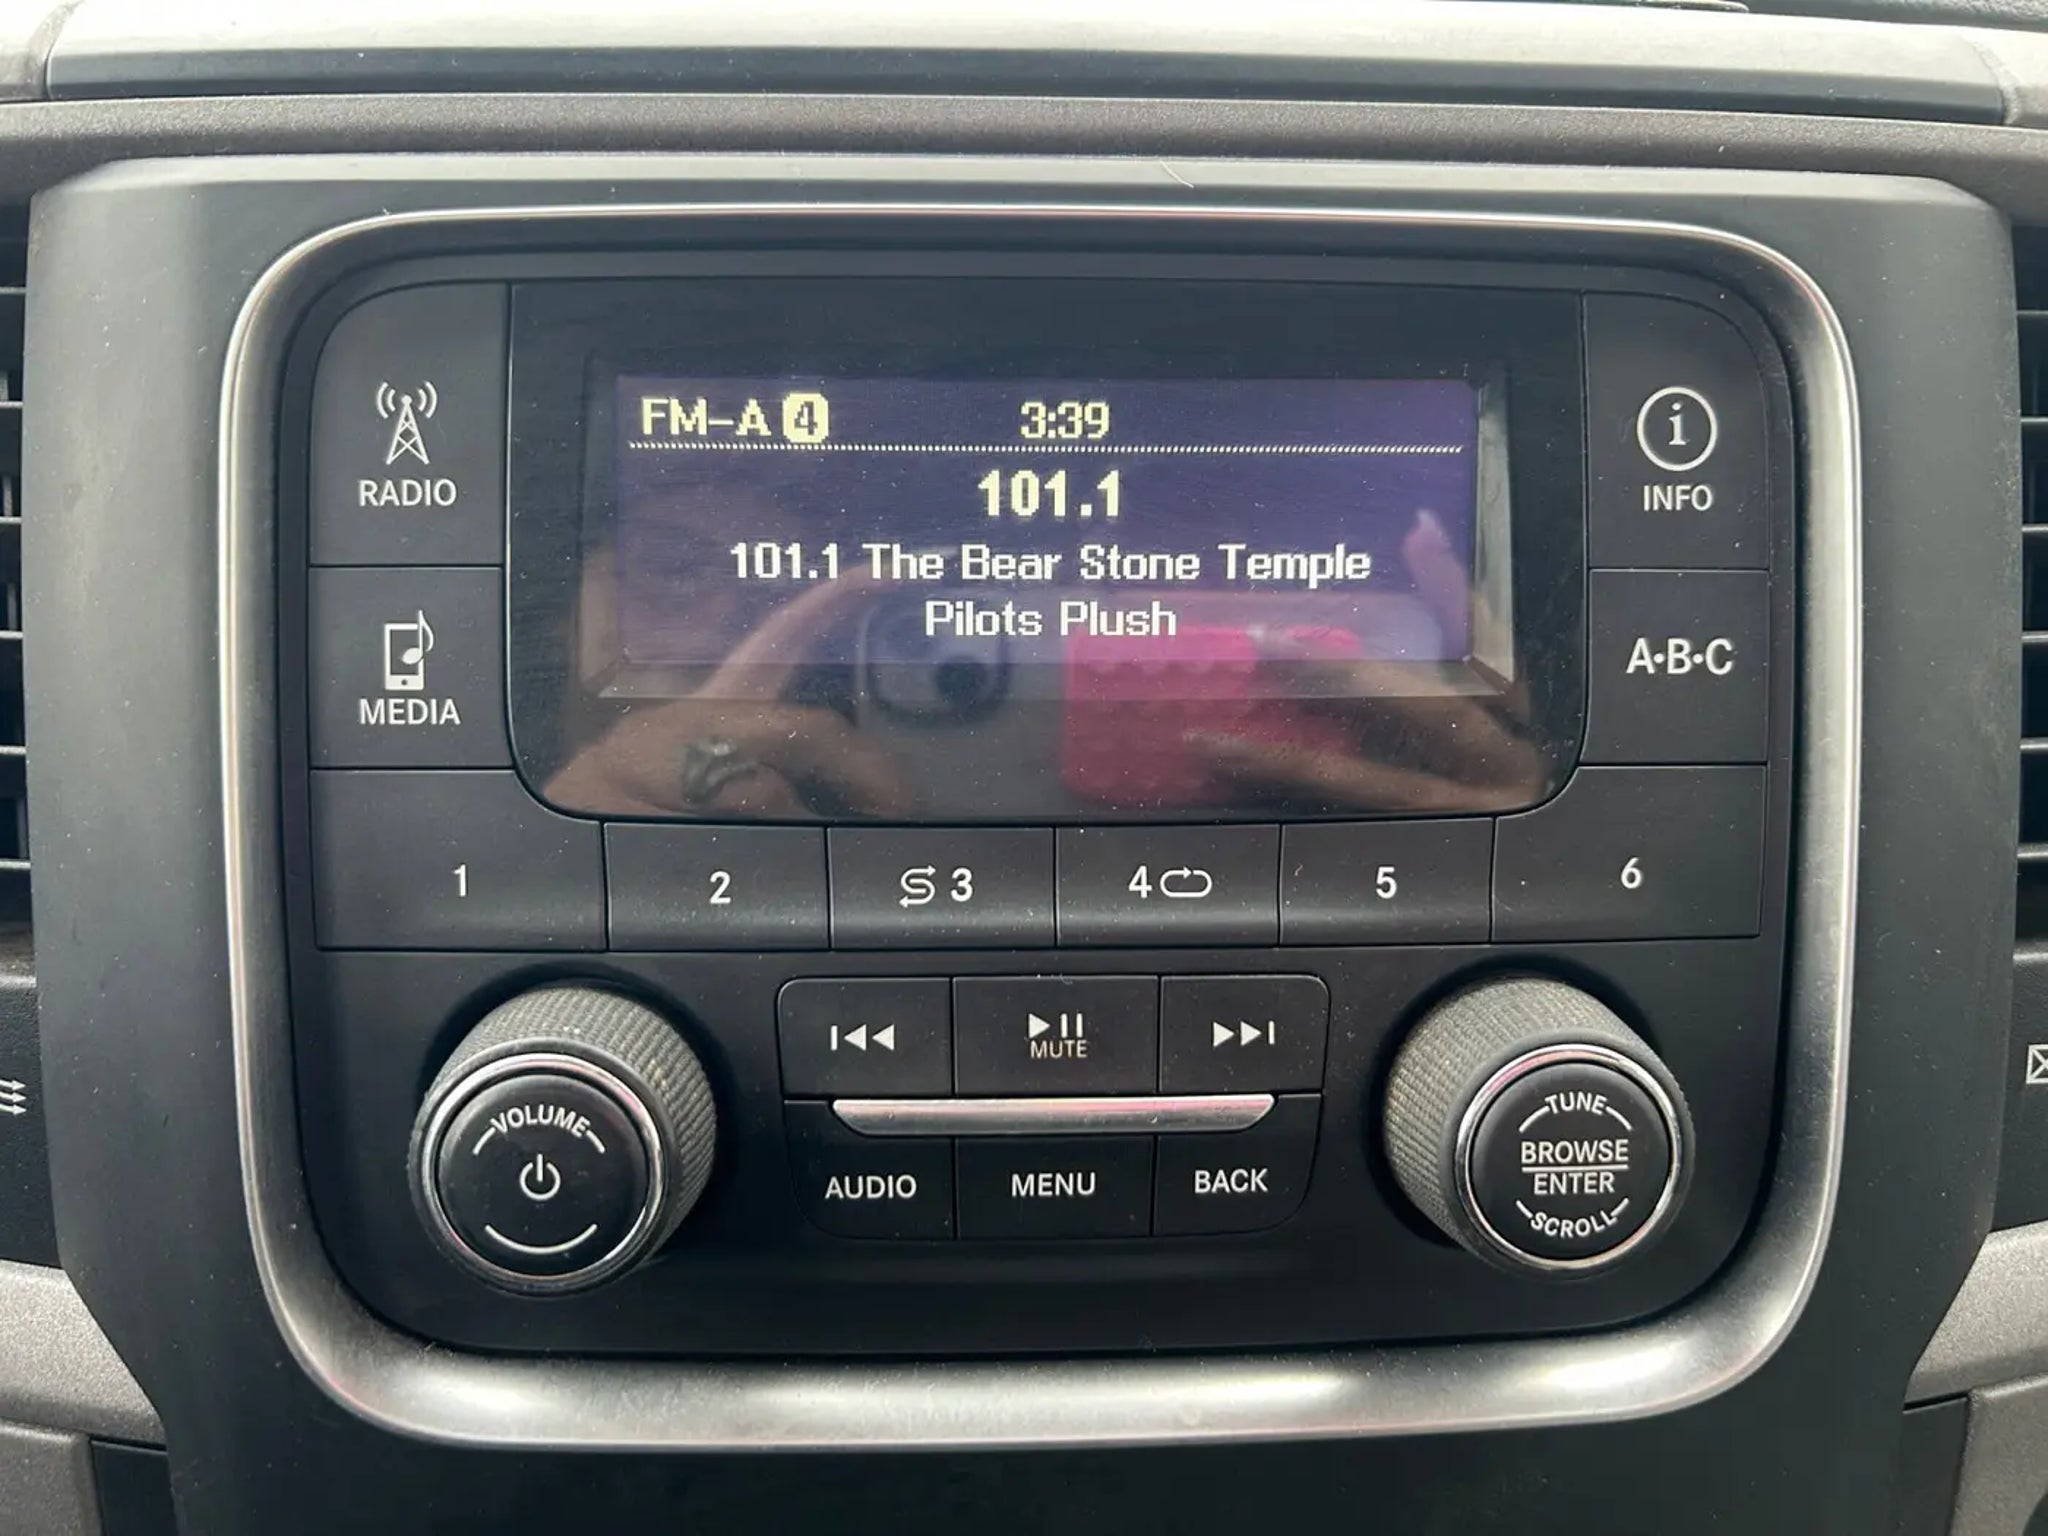 FM-A 4 3:39
101.1
101.1 The Bear Stone Temple
Pilots Plush
RADIO
INFO
MEDIA
A·B·C
1 2 3 4 5 6
MUTE
VOLUME
AUDIO MENU BACK
TUNE
BROWSE
ENTER
SCROLL